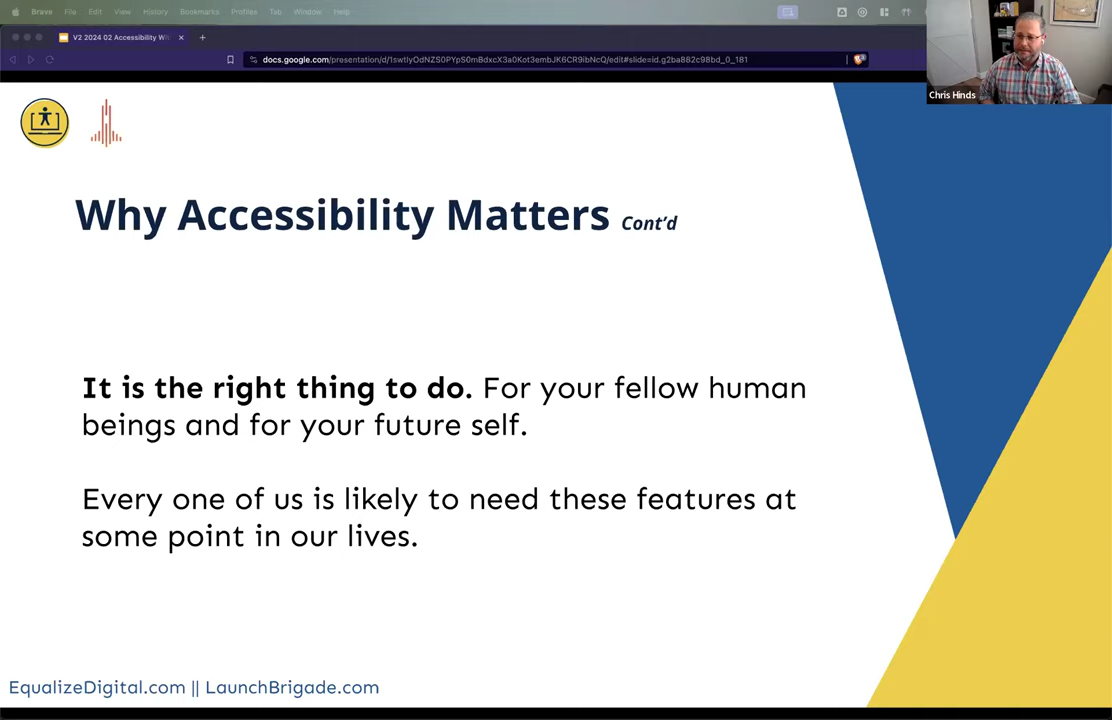 Brave File Edit View History Bookmarks Profiles Tab Window Help
V2 2024 02 Accessibility Wit
docs.google.com/presentation/d/1swtlyOdNZS0PYpS0mBdxcX3a0Kot3embJK6CR9ibNcQ/edit#slide=id.g2ba882c98bd_0_181
Chris Hinds
Why Accessibility Matters Cont’d
It is the right thing to do. For your fellow human
beings and for your future self.
Every one of us is likely to need these features at
some point in our lives.
EqualizeDigital.com || LaunchBrigade.com